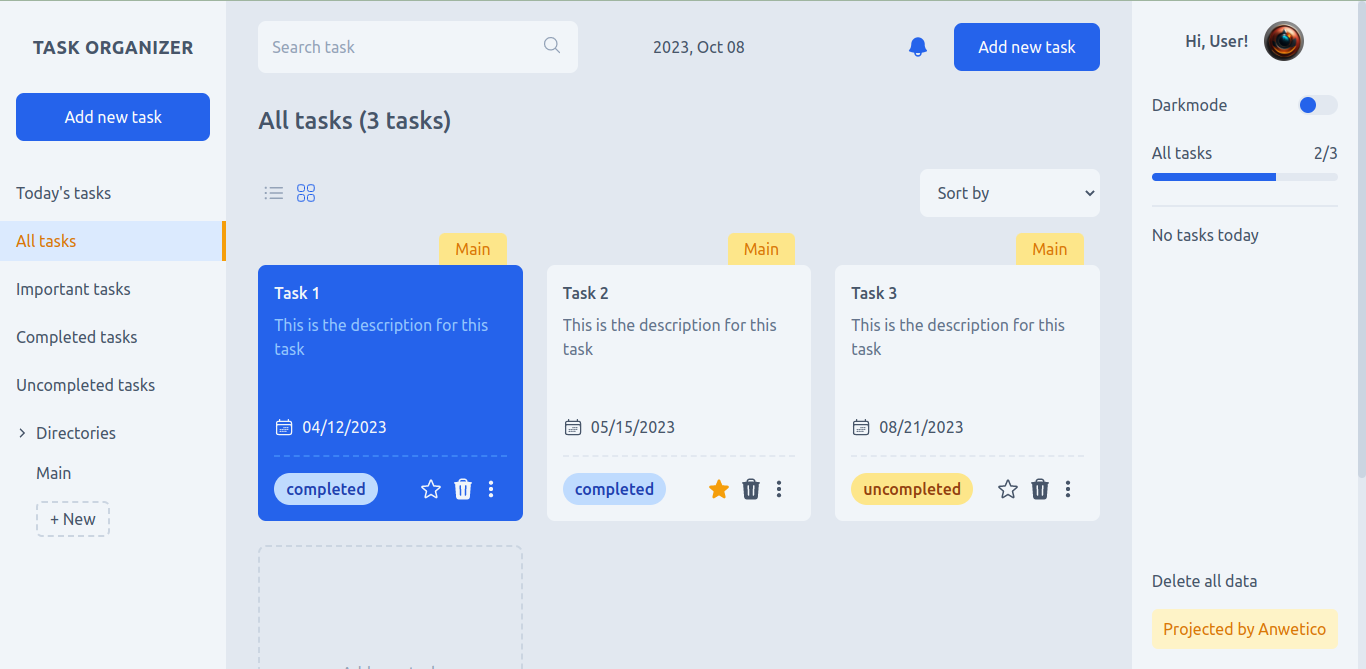 TASK ORGANIZER
Add new task
Today's tasks
All tasks
Important tasks
Completed tasks
Uncompleted tasks
Directories
Main
+ New
Search task
2023, Oct 08
Add new task
All tasks (3 tasks)
Sort by
Main
Task 1
This is the description for this
task
04/12/2023
completed
Main
Task 2
This is the description for this
task
05/15/2023
completed
Main
Task 3
This is the description for this
task
08/21/2023
uncompleted
Hi, User!
Darkmode
All tasks
2/3
No tasks today
Delete all data
Projected by Anwetico